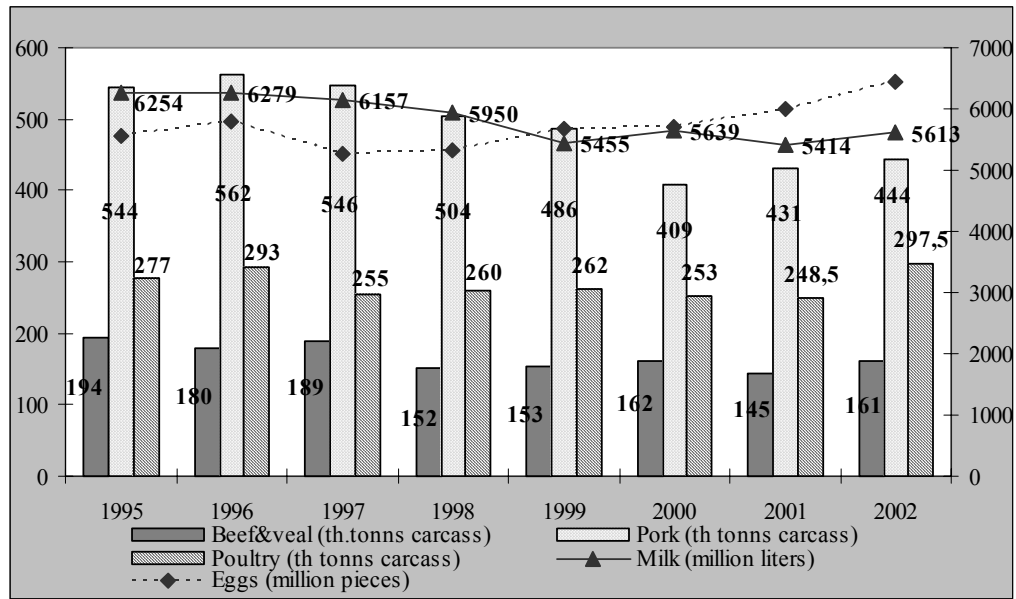 600 7000
6254 6279 6157 5950 5455 5639 5414 5613
500 6000
5000
400
544 562 546 504 486 409 431 444
4000
300
277 293 255 260 262 253 248,5 297,5
3000
200
194 180 189 152 153 162 145 161
2000
100
1000
0 0
1995 1996 1997 1998 1999 2000 2001 2002
Beef&veal (th.tonns carcass) Pork (th tonns carcass)
Poultry (th tonns carcass) Milk (million liters)
Eggs (million pieces)